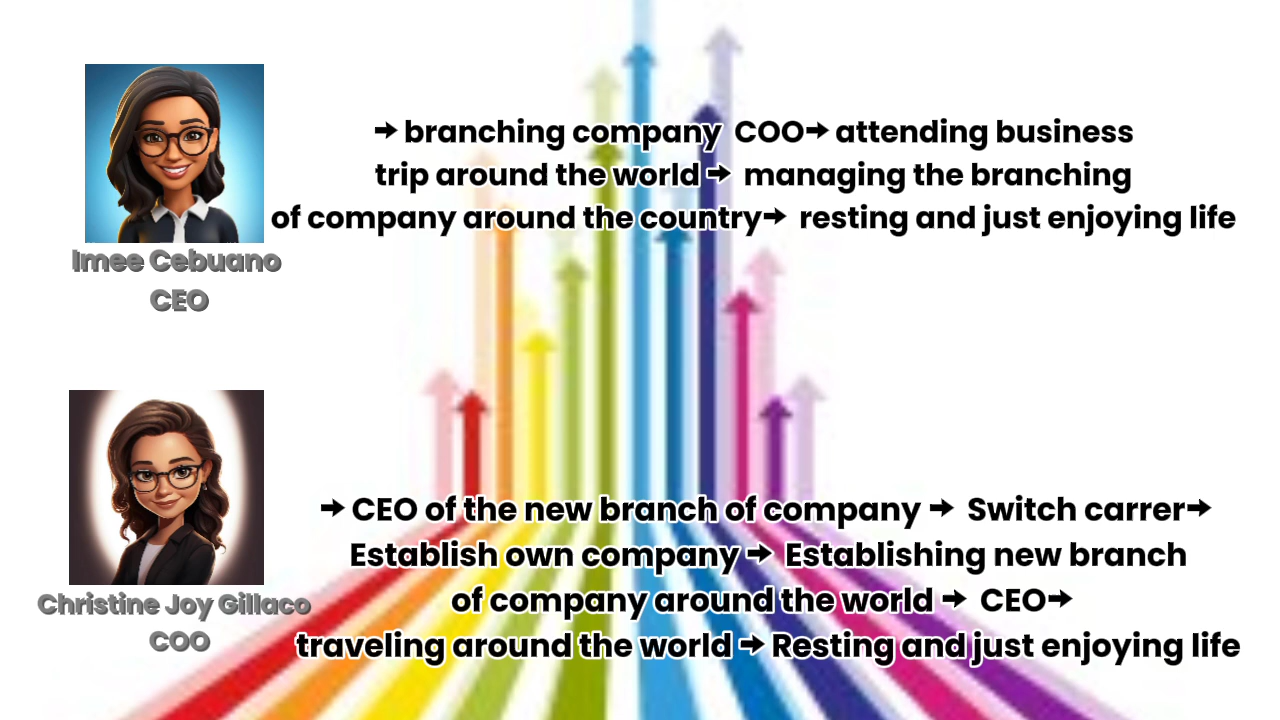 ➜ branching company COO➜ attending business
trip around the world ➜ managing the branching
of company around the country➜ resting and just enjoying life
Imee Cebuano
CEO
➜ CEO of the new branch of company ➜ Switch carrer➜
Establish own company ➜ Establishing new branch
of company around the world ➜ CEO➜
traveling around the world ➜ Resting and just enjoying life
Christine Joy Gillaco
COO